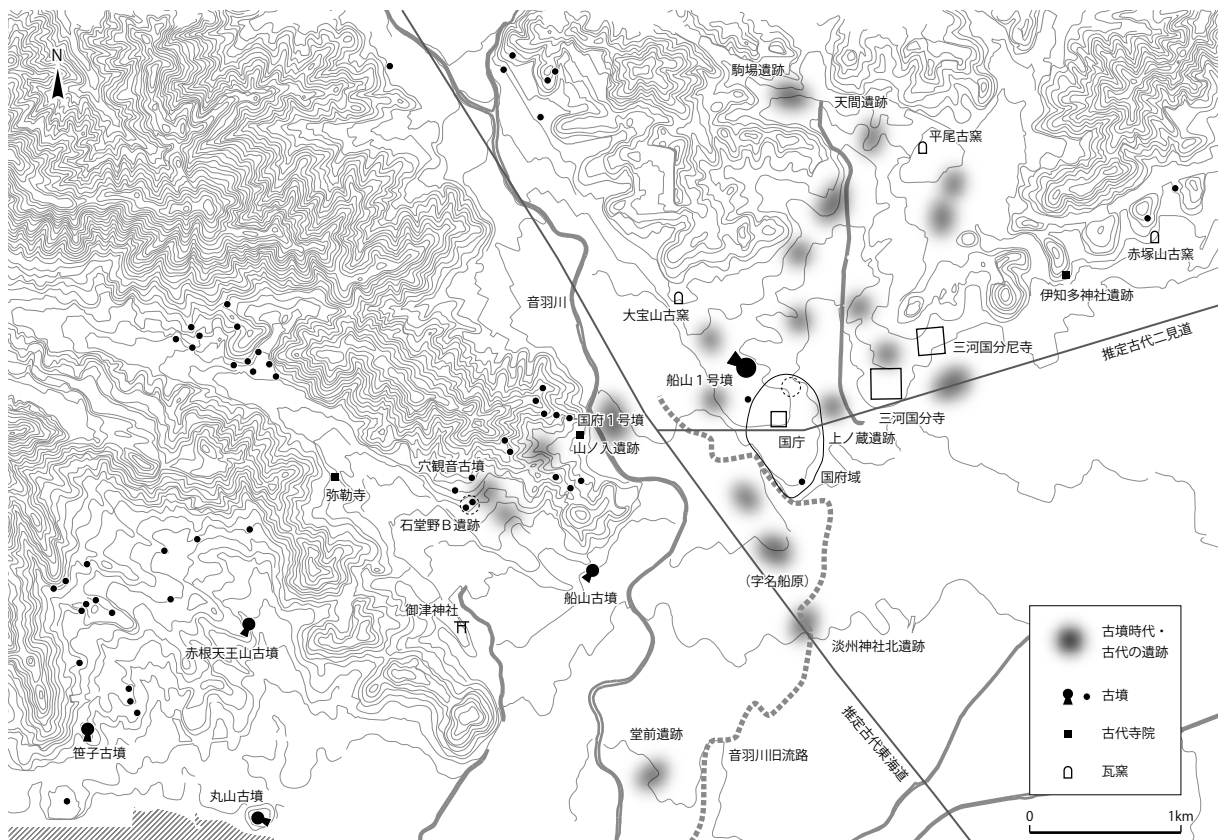 N
駒場遺跡
天間遺跡
平尾古窯
赤塚山古窯
伊知多神社遺跡
音羽川
大宝山古窯
三河国分尼寺
推定古代二見道
船山１号墳
三河国分寺
国府１号墳
山ノ入遺跡
国庁
上ノ蔵遺跡
穴観音古墳
国府域
弥勒寺
石堂野Ｂ遺跡
（字名船原）
船山古墳
御津神社
赤根天王山古墳
淡州神社北遺跡
笹子古墳
堂前遺跡
音羽川旧流路
推定古代東海道
丸山古墳
古墳時代・
古代の遺跡
古墳
古代寺院
瓦窯
0
1km